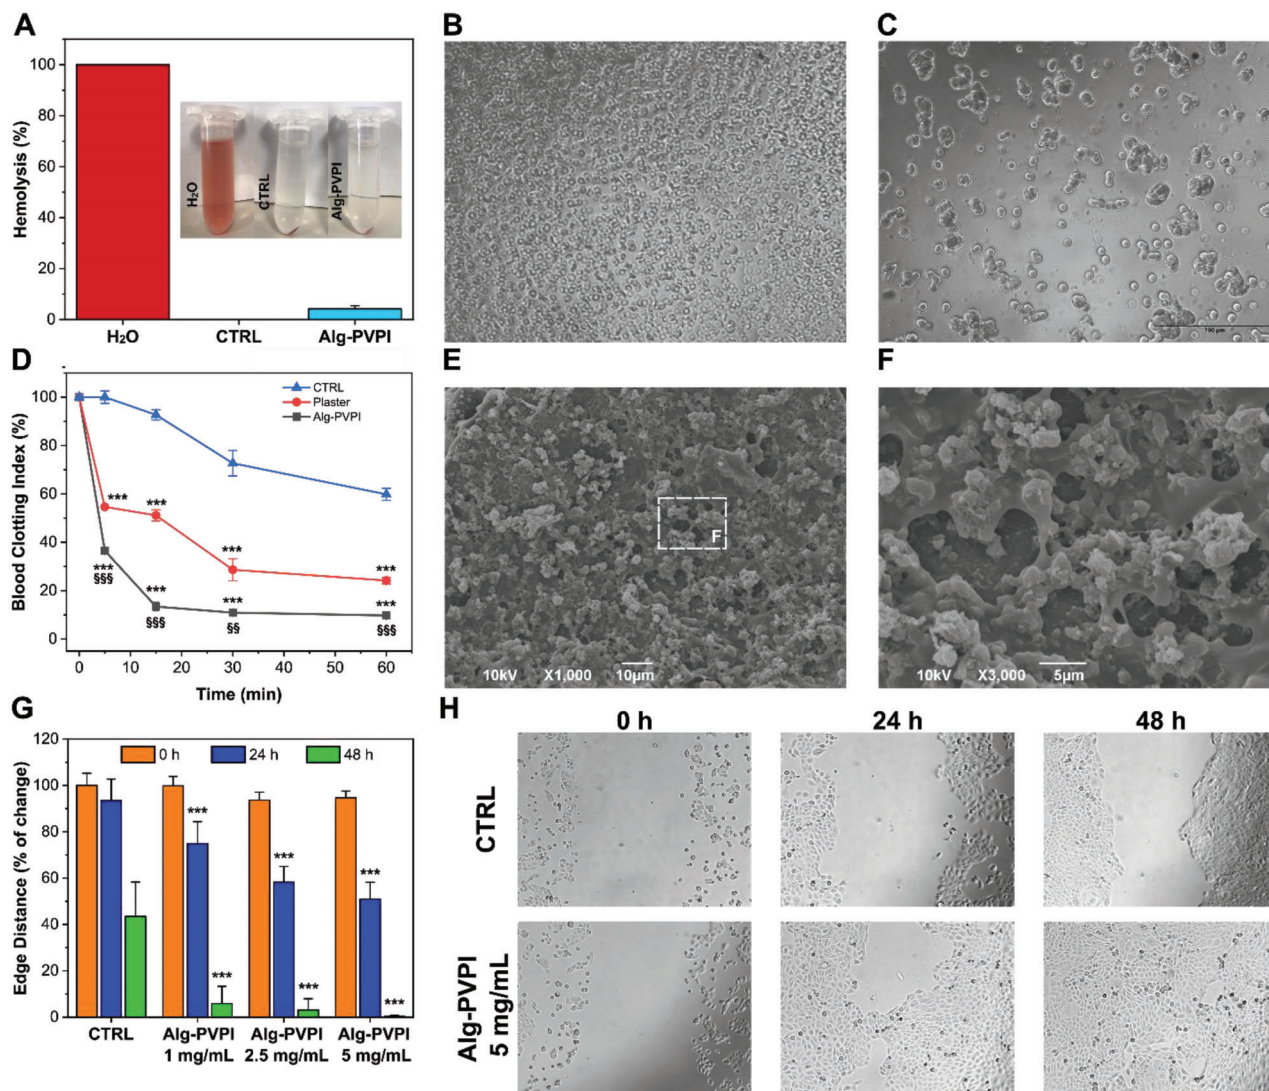 A
Hemolysis (%)
100
80
60
40
20
0
H₂O
CTRL
Alg-PVPI
H₂O
CTRL
Alg-PVPI
B
C
100 µm
D
Blood Clotting Index (%)
100
80
60
40
20
0
CTRL
Plaster
Alg-PVPI
***
***
***
***
***
§§§
***
§§§
***
§§
***
§§§
0
10
20
30
40
50
60
Time (min)
E
F
10kV X1,000 10µm
F
10kV X3,000 5µm
G
Edge Distance (% of change)
120
100
80
60
40
20
0
0 h
24 h
48 h
***
***
***
***
***
***
CTRL
Alg-PVPI
1 mg/mL
Alg-PVPI
2.5 mg/mL
Alg-PVPI
5 mg/mL
H
0 h
24 h
48 h
CTRL
Alg-PVPI
5 mg/mL